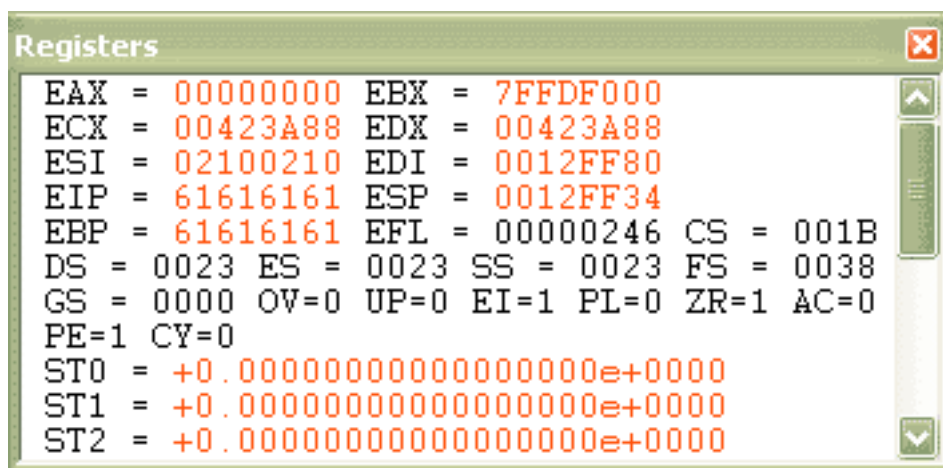 Registers
EAX = 00000000 EBX = 7FFDF000
ECX = 00423A88 EDX = 00423A88
ESI = 02100210 EDI = 0012FF80
EIP = 61616161 ESP = 0012FF34
EBP = 61616161 EFL = 00000246 CS = 001B
DS = 0023 ES = 0023 SS = 0023 FS = 0038
GS = 0000 OV=0 UP=0 EI=1 PL=0 ZR=1 AC=0
PE=1 CY=0
ST0 = +0.00000000000000000e+0000
ST1 = +0.00000000000000000e+0000
ST2 = +0.00000000000000000e+0000